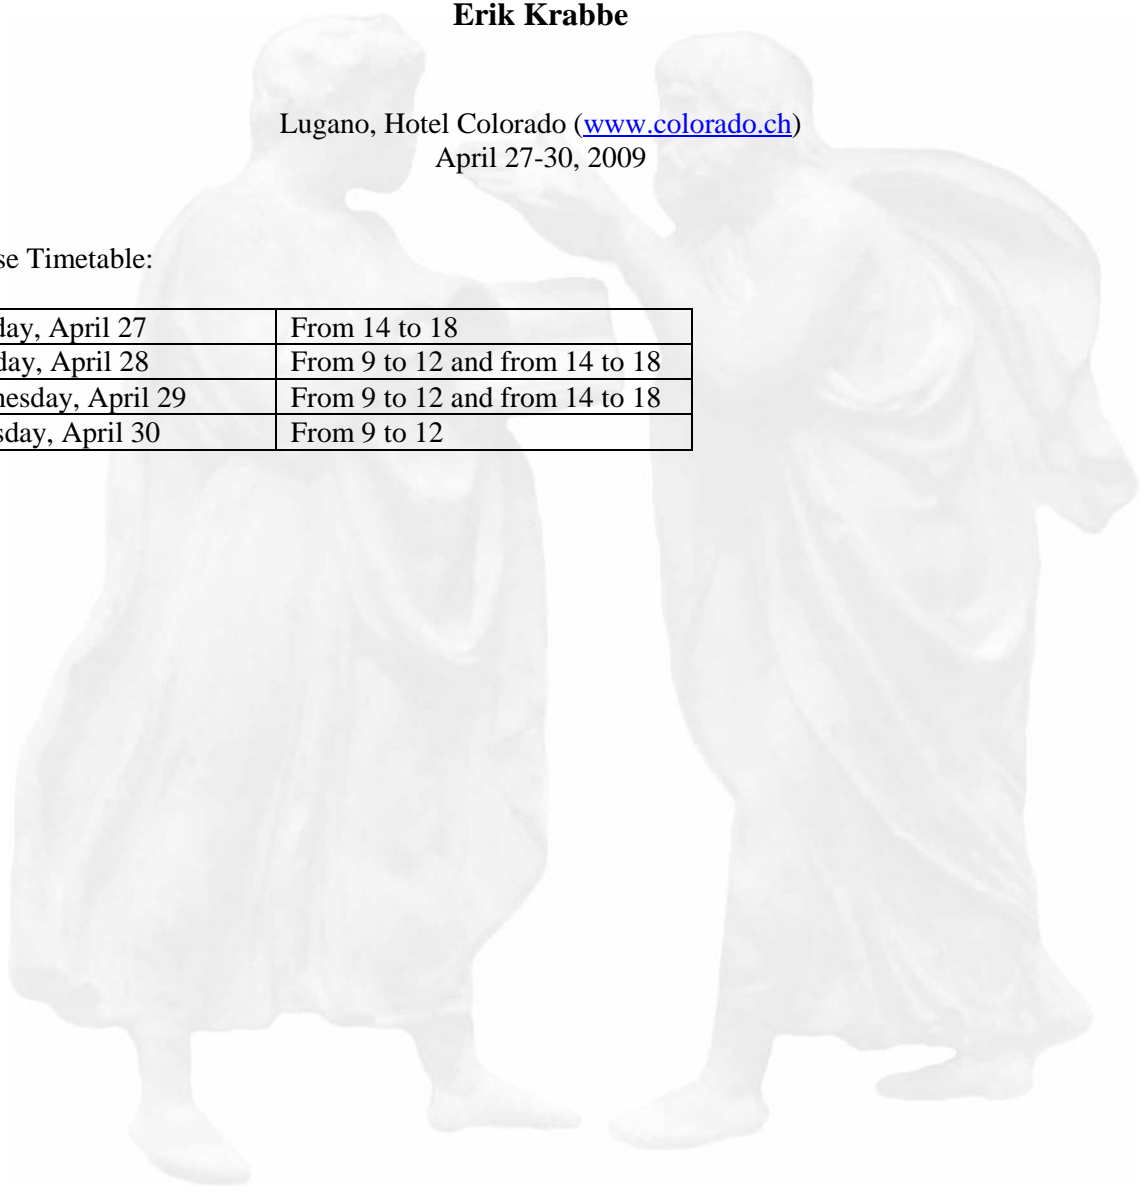 Erik Krabbe
Lugano, Hotel Colorado (www.colorado.ch)
April 27-30, 2009
se Timetable:
day, April 27 From 14 to 18
day, April 28 From 9 to 12 and from 14 to 18
nesday, April 29 From 9 to 12 and from 14 to 18
sday, April 30 From 9 to 12